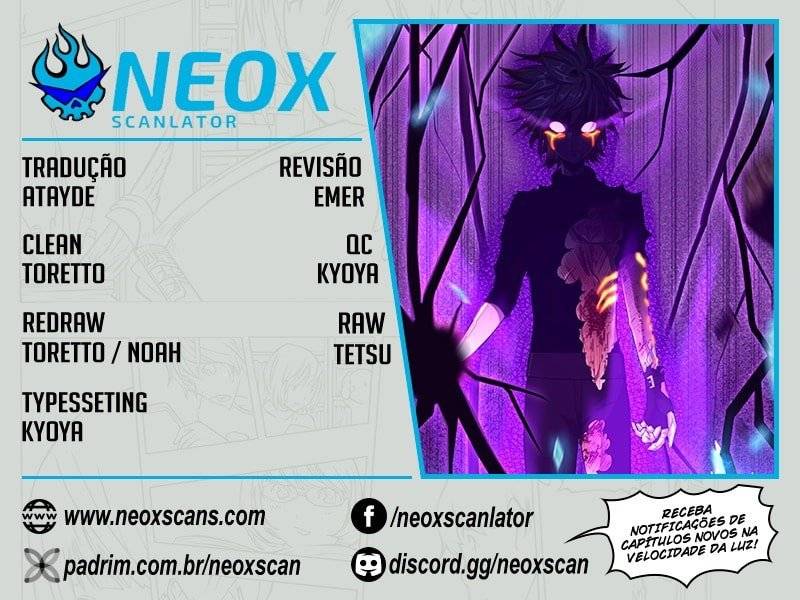 NEOX
SCANLATOR
TRADUÇÃO
ATAYDE
REVISÃO
EMER
CLEAN
TORETTO
QC
KYOYA
REDRAW
TORETTO / NOAH
RAW
TETSU
TYPESSETING
KYOYA
www
www.neoxscans.com
f /neoxscanlator
padrim.com.br/neoxscan
discord.gg/neoxscan
RECEBA
NOTIFICAÇÕES DE
CAPÍTULOS NOVOS NA
VELOCIDADE DA LUZ!